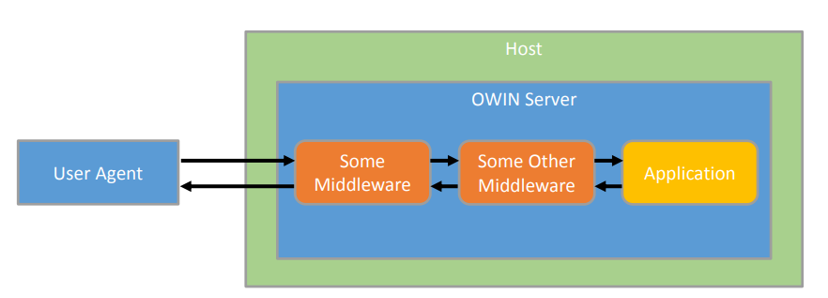 Host
OWIN Server
User Agent
Some
Middleware
Some Other
Middleware
Application